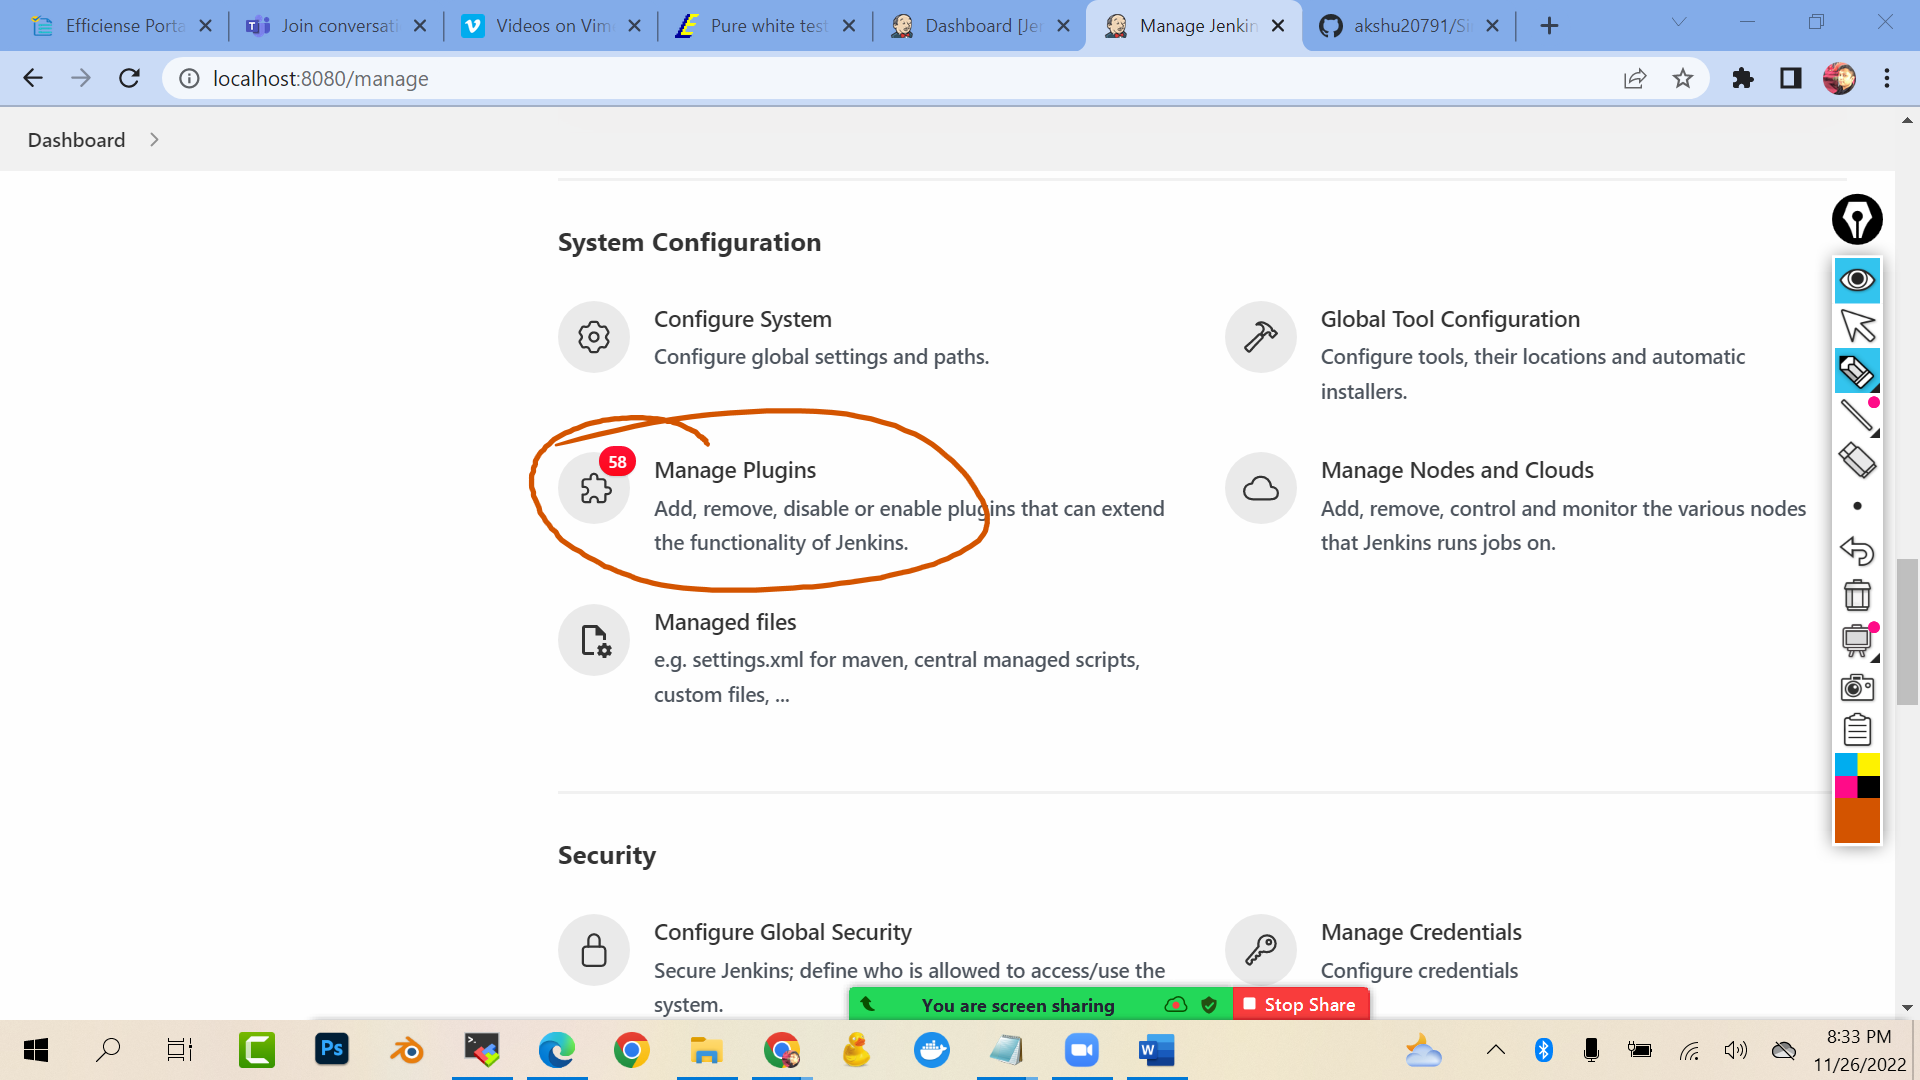 Efficiense Porta
Join conversati
Videos on Vim
Pure white test
Dashboard [Je
Manage Jenkin
akshu20791/Si
localhost:8080/manage
Dashboard
System Configuration
Configure System
Configure global settings and paths.
Global Tool Configuration
Configure tools, their locations and automatic
installers.
58
Manage Plugins
Add, remove, disable or enable plugins that can extend
the functionality of Jenkins.
Manage Nodes and Clouds
Add, remove, control and monitor the various nodes
that Jenkins runs jobs on.
Managed files
e.g. settings.xml for maven, central managed scripts,
custom files, ...
Security
Configure Global Security
Secure Jenkins; define who is allowed to access/use the
system.
Manage Credentials
Configure credentials
You are screen sharing
Stop Share
Ps
W
8:33 PM
11/26/2022